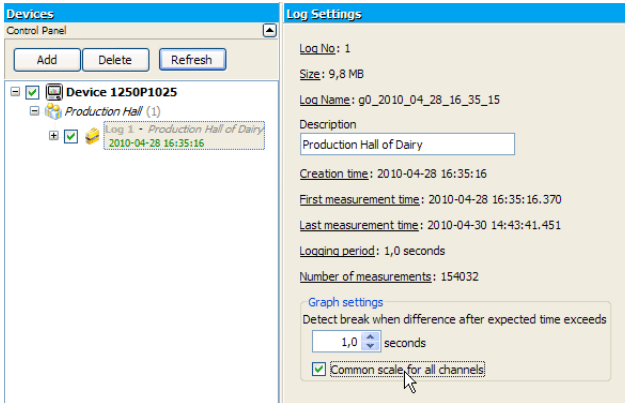 Devices
Control Panel
Add Delete Refresh
Device 1250P1025
Production Hall (1)
Log 1 - Production Hall of Dairy
2010-04-28 16:35:16
Log Settings
Log No: 1
Size: 9,8 MB
Log Name: g0_2010_04_28_16_35_15
Description
Production Hall of Dairy
Creation time: 2010-04-28 16:35:16
First measurement time: 2010-04-28 16:35:16.370
Last measurement time: 2010-04-30 14:43:41.451
Logging period: 1,0 seconds
Number of measurements: 154032
Graph settings
Detect break when difference after expected time exceeds
1,0 seconds
Common scale for all channels